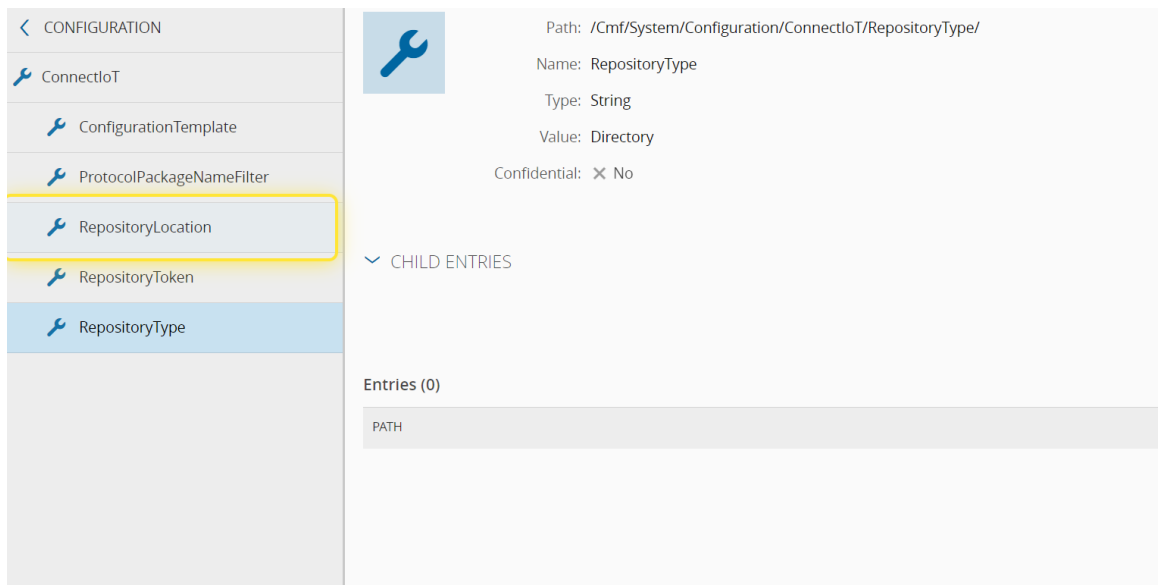 CONFIGURATION
ConnectIoT
ConfigurationTemplate
ProtocolPackageNameFilter
RepositoryLocation
RepositoryToken
RepositoryType
Path: /Cmf/System/Configuration/ConnectIoT/RepositoryType/
Name: RepositoryType
Type: String
Value: Directory
Confidential: No
CHILD ENTRIES
Entries (0)
PATH